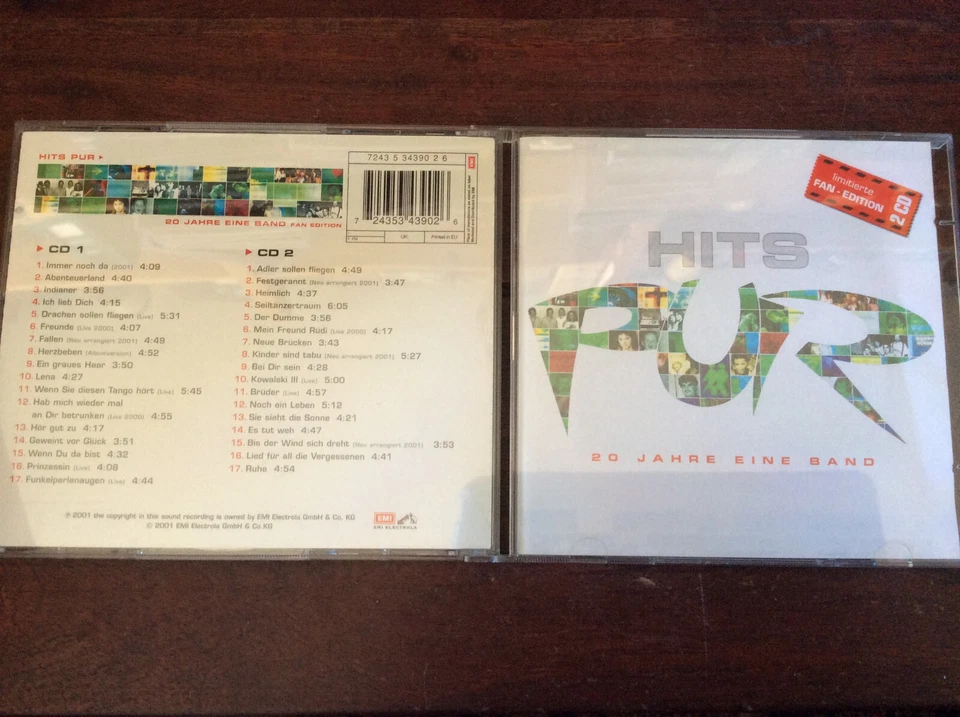 HITS PUR
20 JAHRE EINE BAND FAN EDITION
7243 5 34390 2 6
7 24353 43902 6
UK:
Printed in EU
CD 1
1. Immer noch da (2001) 4:09
2. Abenteuerland 4:40
3. Indianer 3:56
4. Ich lieb Dich 4:15
5. Drachen sollen fliegen (Live) 5:31
6. Freunde (Live 2000) 4:07
7. Fallen (Neu arrangiert 2001) 4:49
8. Herzbeben (Albumversion) 4:52
9. Ein graues Haar 3:50
10. Lena 4:27
11. Wenn Sie diesen Tango hört (Live) 5:45
12. Hab mich wieder mal
an Dir betrunken (Live 2000) 4:55
13. Hör gut zu 4:17
14. Geweint vor Glück 3:51
15. Wenn Du da bist 4:32
16. Prinzessin (Live) 4:08
17. Funkelperlenaugen (Live) 4:44
CD 2
1. Adler sollen fliegen 4:49
2. Festgerannt (Neu arrangiert 2001) 3:47
3. Heimlich 4:37
4. Seiltänzertraum 6:05
5. Der Dumme 3:56
6. Mein Freund Rüdi (Live 2000) 4:17
7. Neue Brücken 3:43
8. Kinder sind tabu (Neu arrangiert 2001) 5:27
9. Bei Dir sein 4:28
10. Kowalski III (Live) 5:00
11. Brüder (Live) 4:57
12. Noch ein Leben 5:12
13. Sie sieht die Sonne 4:21
14. Es tut weh 4:47
15. Bis der Wind sich dreht (Neu arrangiert 2001) 3:53
16. Lied für all die Vergessenen 4:41
17. Ruhe 4:54
℗ 2001 the copyright in this sound recording is owned by EMI Electrola GmbH & Co. KG
© 2001 EMI Electrola GmbH & Co.KG
EMI
EMI ELECTROLA
limitierte
FAN - EDITION
2 CD
HITS
PUR
20 JAHRE EINE BAND